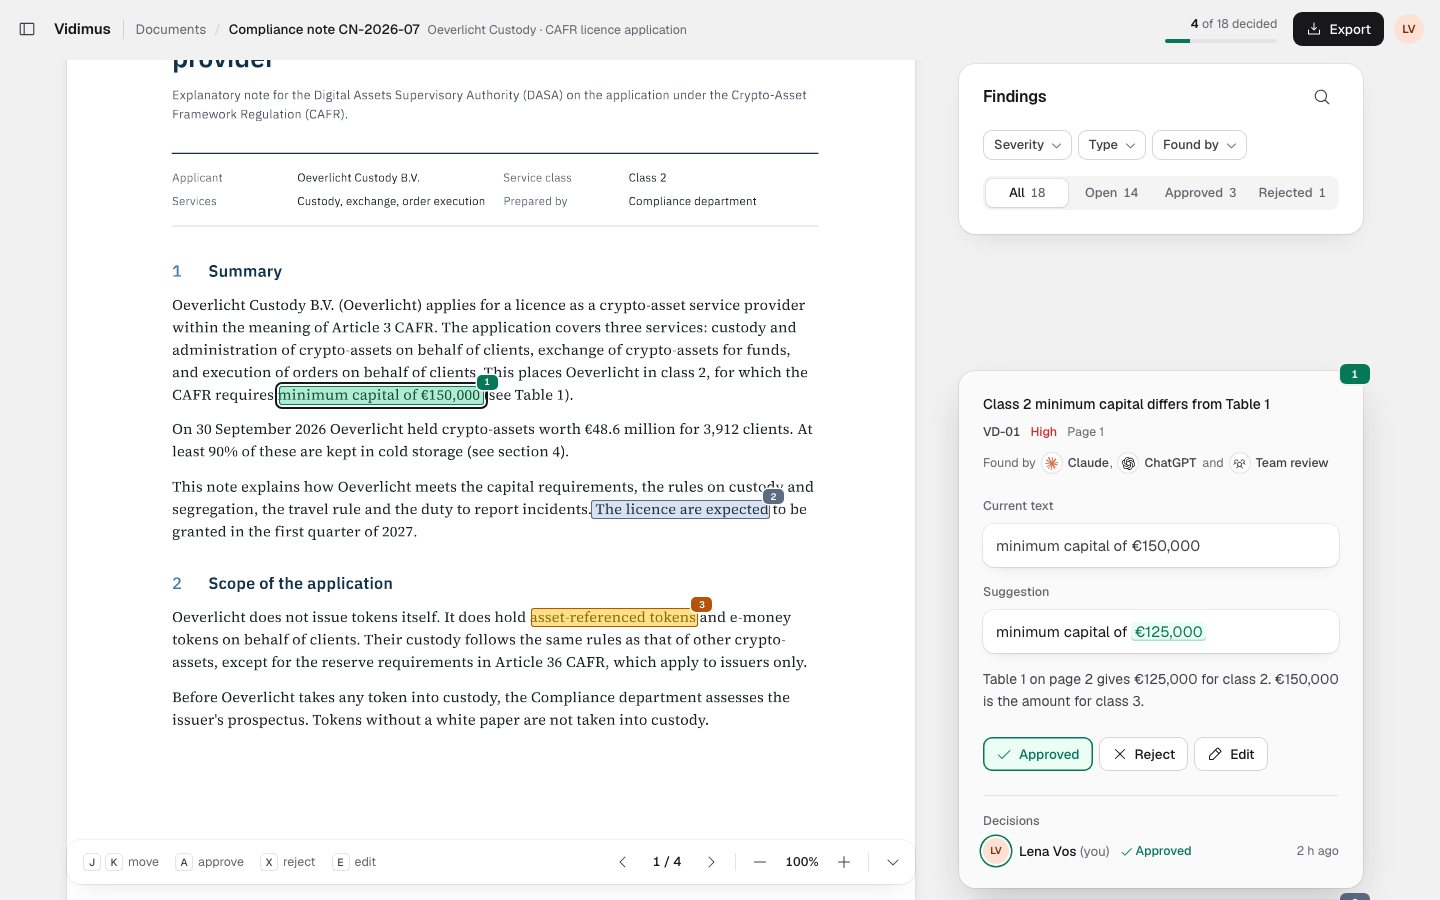 Vidimus
Documents / Compliance note CN-2026-07 Oeverlicht Custody · CAFR licence application
4 of 18 decided
Export
LV
provider
Explanatory note for the Digital Assets Supervisory Authority (DASA) on the application under the Crypto-Asset
Framework Regulation (CAFR).
Applicant Oeverlicht Custody B.V. Service class Class 2
Services Custody, exchange, order execution Prepared by Compliance department
1 Summary
Oeverlicht Custody B.V. (Oeverlicht) applies for a licence as a crypto-asset service provider
within the meaning of Article 3 CAFR. The application covers three services: custody and
administration of crypto-assets on behalf of clients, exchange of crypto-assets for funds,
and execution of orders on behalf of clients. This places Oeverlicht in class 2, for which the
1
CAFR requires minimum capital of €150,000 (see Table 1).
On 30 September 2026 Oeverlicht held crypto-assets worth €48.6 million for 3,912 clients. At
least 90% of these are kept in cold storage (see section 4).
This note explains how Oeverlicht meets the capital requirements, the rules on custody and
2
segregation, the travel rule and the duty to report incidents. The licence are expected to be
granted in the first quarter of 2027.
2 Scope of the application
3
Oeverlicht does not issue tokens itself. It does hold asset-referenced tokens and e-money
tokens on behalf of clients. Their custody follows the same rules as that of other crypto-
assets, except for the reserve requirements in Article 36 CAFR, which apply to issuers only.
Before Oeverlicht takes any token into custody, the Compliance department assesses the
issuer's prospectus. Tokens without a white paper are not taken into custody.
J K move A approve X reject E edit
1 / 4
100%
Findings
Severity Type Found by
All 18 Open 14 Approved 3 Rejected 1
1
Class 2 minimum capital differs from Table 1
VD-01 High Page 1
Found by Claude, ChatGPT and Team review
Current text
minimum capital of €150,000
Suggestion
minimum capital of €125,000
Table 1 on page 2 gives €125,000 for class 2. €150,000
is the amount for class 3.
Approved Reject Edit
Decisions
LV Lena Vos (you) Approved 2 h ago